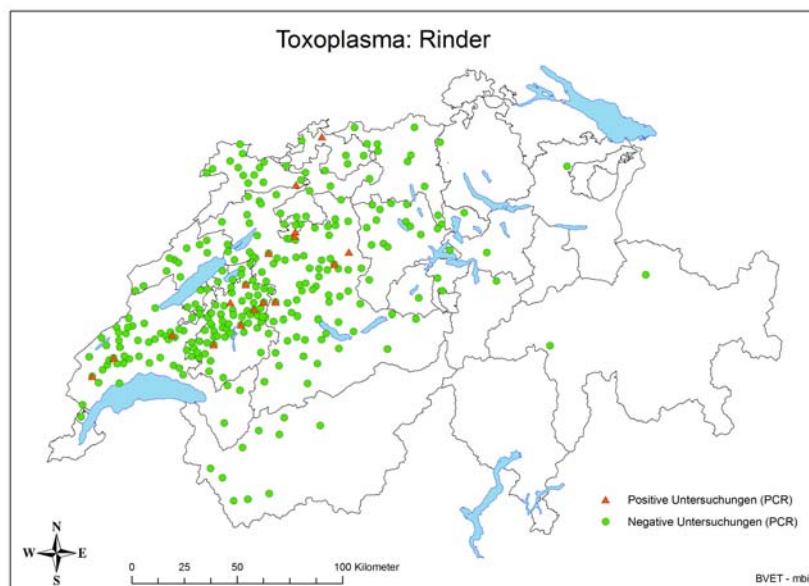 Toxoplasma: Rinder
Positive Untersuchungen (PCR)
Negative Untersuchungen (PCR)
N
W E
S
0 25 50 100 Kilometer
BVET - mbi